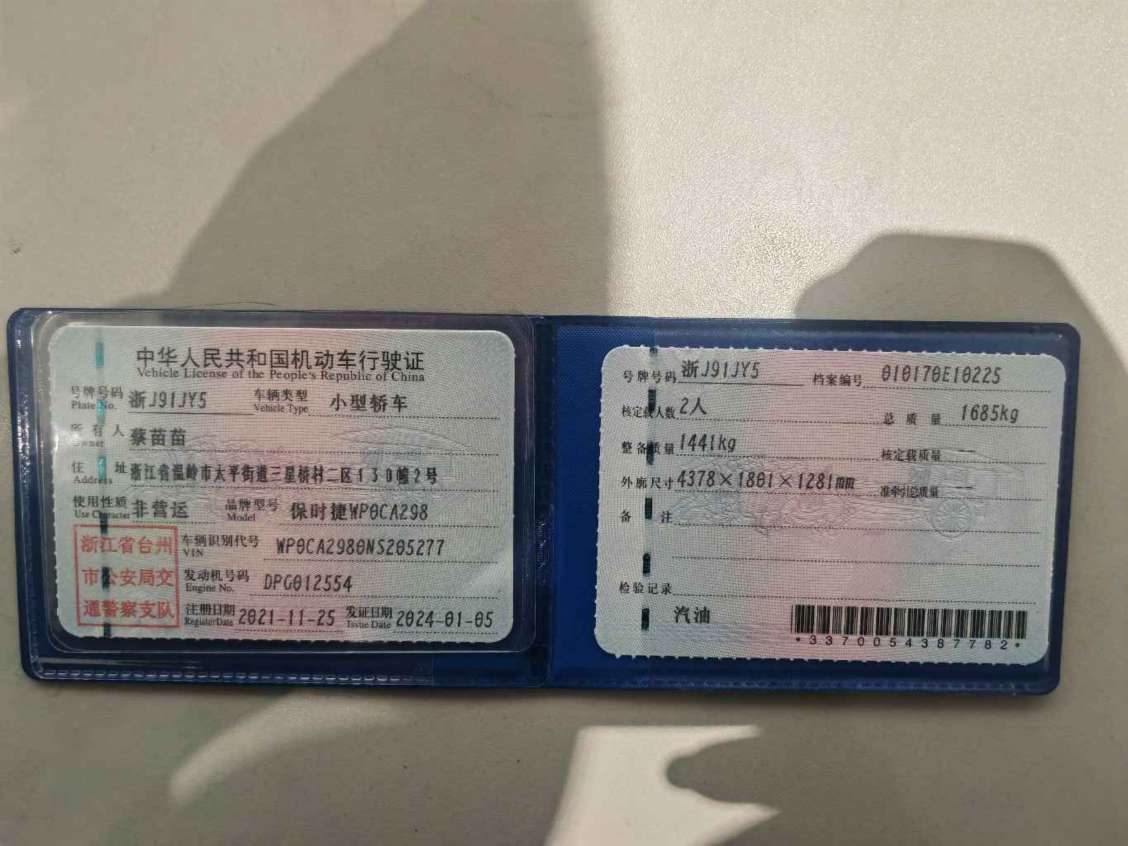 中华人民共和国机动车行驶证
Vehicle License of the People's Republic of China
号牌号码 浙J91JY5 车辆类型 小型轿车
Plate No. Vehicle Type
所有人 蔡苗苗
Owner
住址 浙江省温岭市太平街道三星桥村二区130幢2号
Address
使用性质 非营运 品牌型号 保时捷WP0CA298
Use Character Model
浙江省台州
市公安局交
通警察支队
车辆识别代号 WP0CA2980NS205277
VIN
发动机号码 DPG012554
Engine No.
注册日期 2021-11-25 发证日期 2024-01-05
Register Date Issue Date
号牌号码 浙J91JY5 档案编号 010170E10225
核定载人数 2人 总质量 1685kg
整备质量 1441kg 核定载质量 --
外廓尺寸 4378×1801×1281mm 准牵引总质量 --
备注
检验记录
汽油
*3370054387782*